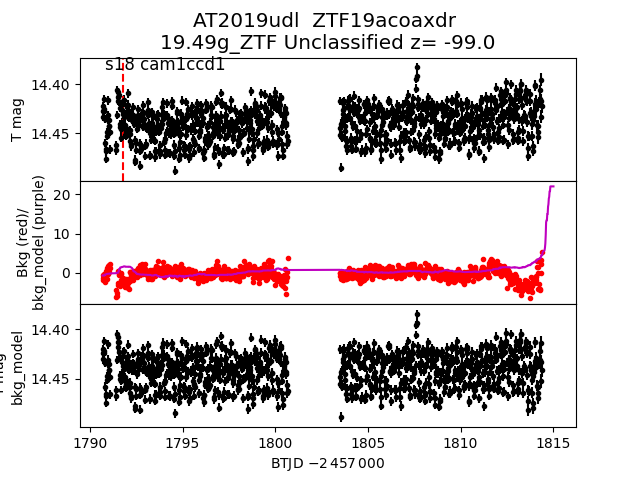 AT2019udl ZTF19acoaxdr
19.49g_ZTF Unclassified z= -99.0
s18 cam1ccd1
14.40
14.45
T mag
20
10
0
Bkg (red)/
bkg_model (purple)
14.40
14.45
bkg_model
1790
1795
1800
1805
1810
1815
BTJD −2 457 000